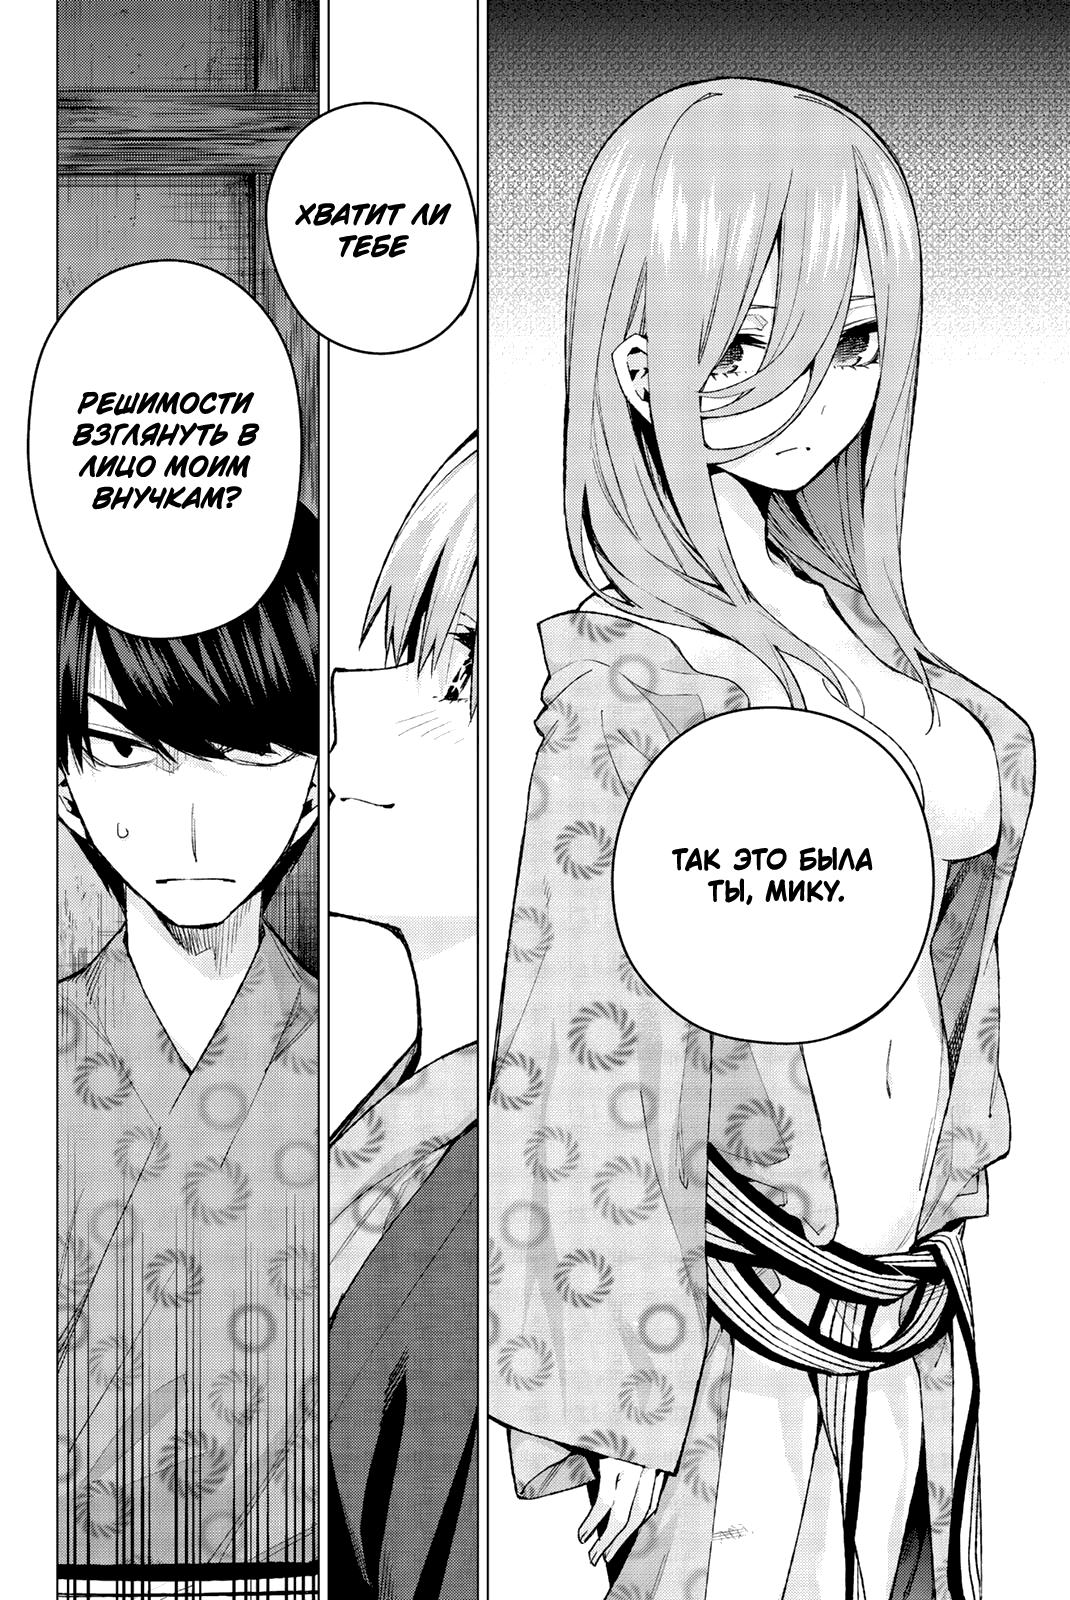 ТАК ЭТО БЫЛА
ТЫ, МИКУ.
ХВАТИТ ЛИ
ТЕБЕ
РЕШИМОСТИ
ВЗГЛЯНУТЬ В
ЛИЦО МОИМ
ВНУЧКАМ?